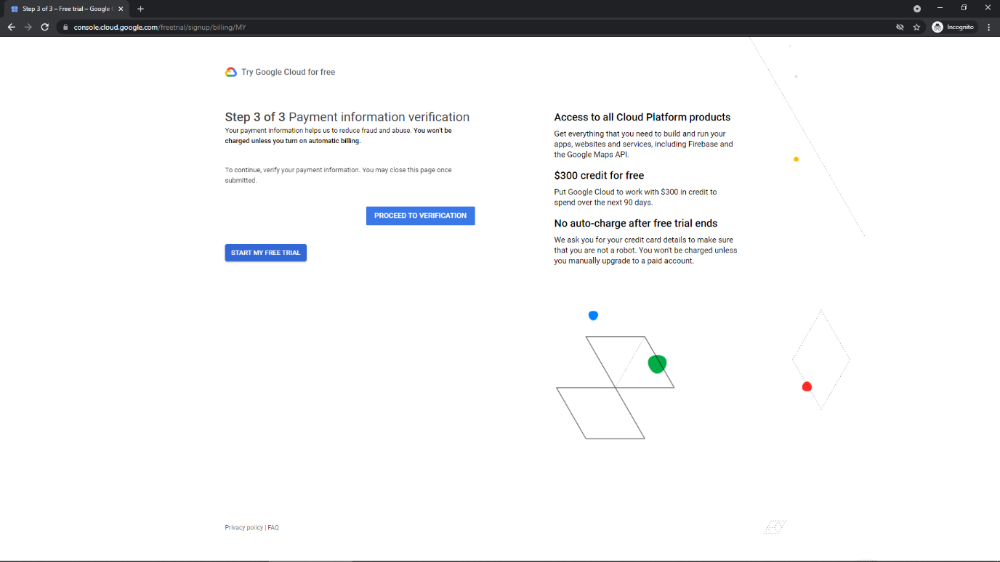 Step 3 of 3 – Free trial – Google
console.cloud.google.com/freetrial/signup/billing/MY
Incognito
Try Google Cloud for free
Step 3 of 3 Payment information verification
Your payment information helps us to reduce fraud and abuse. You won't be
charged unless you turn on automatic billing.
To continue, verify your payment information. You may close this page once
submitted.
PROCEED TO VERIFICATION
START MY FREE TRIAL
Access to all Cloud Platform products
Get everything that you need to build and run your
apps, websites and services, including Firebase and
the Google Maps API.
$300 credit for free
Put Google Cloud to work with $300 in credit to
spend over the next 90 days.
No auto-charge after free trial ends
We ask you for your credit card details to make sure
that you are not a robot. You won't be charged unless
you manually upgrade to a paid account.
Privacy policy | FAQ